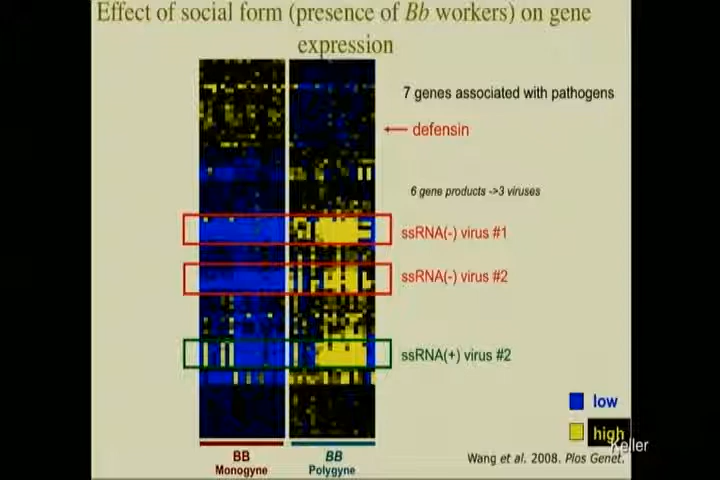 Effect of social form (presence of Bb workers) on gene
expression
7 genes associated with pathogens
defensin
6 gene products ->3 viruses
ssRNA(-) virus #1
ssRNA(-) virus #2
ssRNA(+) virus #2
low
high
Keller
BB
Monogyne
BB
Polygyne
Wang et al. 2008. Plos Genet.